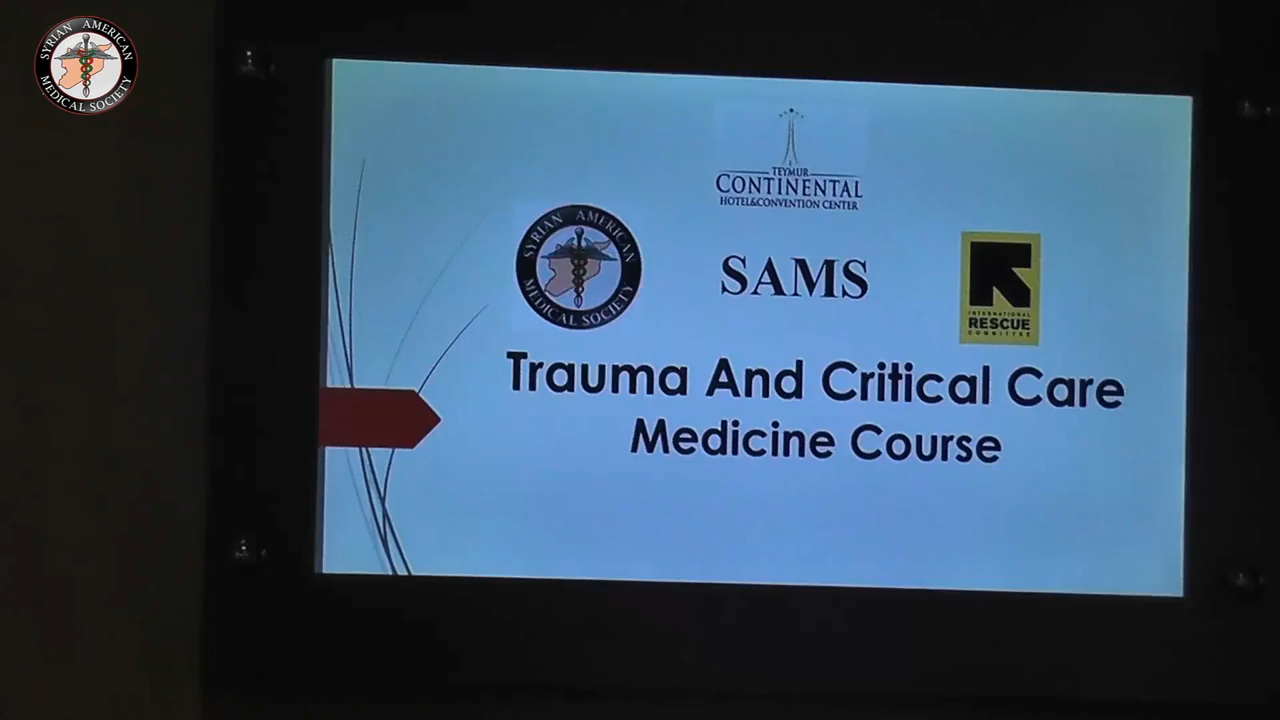 SYRIAN AMERICAN
MEDICAL SOCIETY
TEYMUR
CONTINENTAL
HOTEL&CONVENTION CENTER
SYRIAN AMERICAN
MEDICAL SOCIETY
SAMS
INTERNATIONAL
RESCUE
COMMITTEE
Trauma And Critical Care
Medicine Course